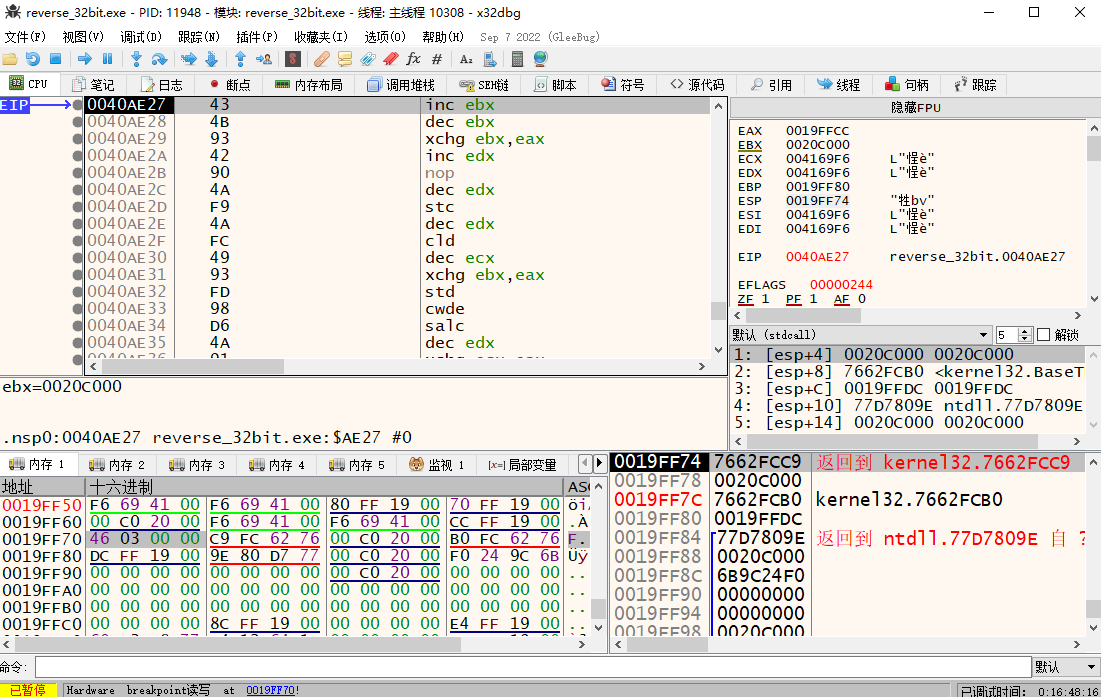 reverse_32bit.exe - PID: 11948 - 模块: reverse_32bit.exe - 线程: 主线程 10308 - x32dbg
文件(F) 视图(V) 调试(D) 跟踪(N) 插件(P) 收藏夹(I) 选项(O) 帮助(H) Sep 7 2022 (GleeBug)
CPU 笔记 日志 断点 内存布局 调用堆栈 SEH链 脚本 符号 源代码 引用 线程 句柄 跟踪
EIP
0040AE27 43 inc ebx
0040AE28 4B dec ebx
0040AE29 93 xchg ebx,eax
0040AE2A 42 inc edx
0040AE2B 90 nop
0040AE2C 4A dec edx
0040AE2D F9 stc
0040AE2E 4A dec edx
0040AE2F FC cld
0040AE30 49 dec ecx
0040AE31 93 xchg ebx,eax
0040AE32 FD std
0040AE33 98 cwde
0040AE34 D6 salc
0040AE35 4A dec edx
隐藏FPU
EAX 0019FFCC
EBX 0020C000
ECX 004169F6 L"悜è"
EDX 004169F6 L"悜è"
EBP 0019FF80
ESP 0019FF74 "牲bv"
ESI 004169F6 L"悜è"
EDI 004169F6 L"悜è"
EIP 0040AE27 reverse_32bit.0040AE27
EFLAGS 00000244
ZF 1 PF 1 AF 0
默认 (stdcall) 5 解锁
1: [esp+4] 0020C000 0020C000
2: [esp+8] 7662FCB0 <kernel32.BaseT
3: [esp+C] 0019FFDC 0019FFDC
4: [esp+10] 77D7809E ntdll.77D7809E
5: [esp+14] 0020C000 0020C000
ebx=0020C000
.nsp0:0040AE27 reverse_32bit.exe:$AE27 #0
内存 1 内存 2 内存 3 内存 4 内存 5 监视 1 [x=] 局部变量
地址 十六进制 ASC
0019FF50 F6 69 41 00 F6 69 41 00 80 FF 19 00 70 FF 19 00
0019FF60 00 C0 20 00 F6 69 41 00 F6 69 41 00 CC FF 19 00 .À
0019FF70 46 03 00 00 C9 FC 62 76 00 C0 20 00 B0 FC 62 76 F.
0019FF80 DC FF 19 00 9E 80 D7 77 00 C0 20 00 F0 24 9C 6B Üÿ
0019FF90 00 00 00 00 00 00 00 00 00 C0 20 00 00 00 00 00 ..
0019FFA0 00 00 00 00 00 00 00 00 00 00 00 00 00 00 00 00 ..
0019FFB0 00 00 00 00 00 00 00 00 00 00 00 00 00 00 00 00 ..
0019FFC0 00 00 00 00 8C FF 19 00 00 00 00 00 E4 FF 19 00 ..
0019FF74 7662FCC9 返回到 kernel32.7662FCC9
0019FF78 0020C000
0019FF7C 7662FCB0 kernel32.7662FCB0
0019FF80 0019FFDC
0019FF84 77D7809E 返回到 ntdll.77D7809E 自 ?
0019FF88 0020C000
0019FF8C 6B9C24F0
0019FF90 00000000
0019FF94 00000000
0019FF98 0020C000
命令: 默认
已暂停 Hardware breakpoint读写 at 0019FF70! 已调试时间: 0:16:48:16